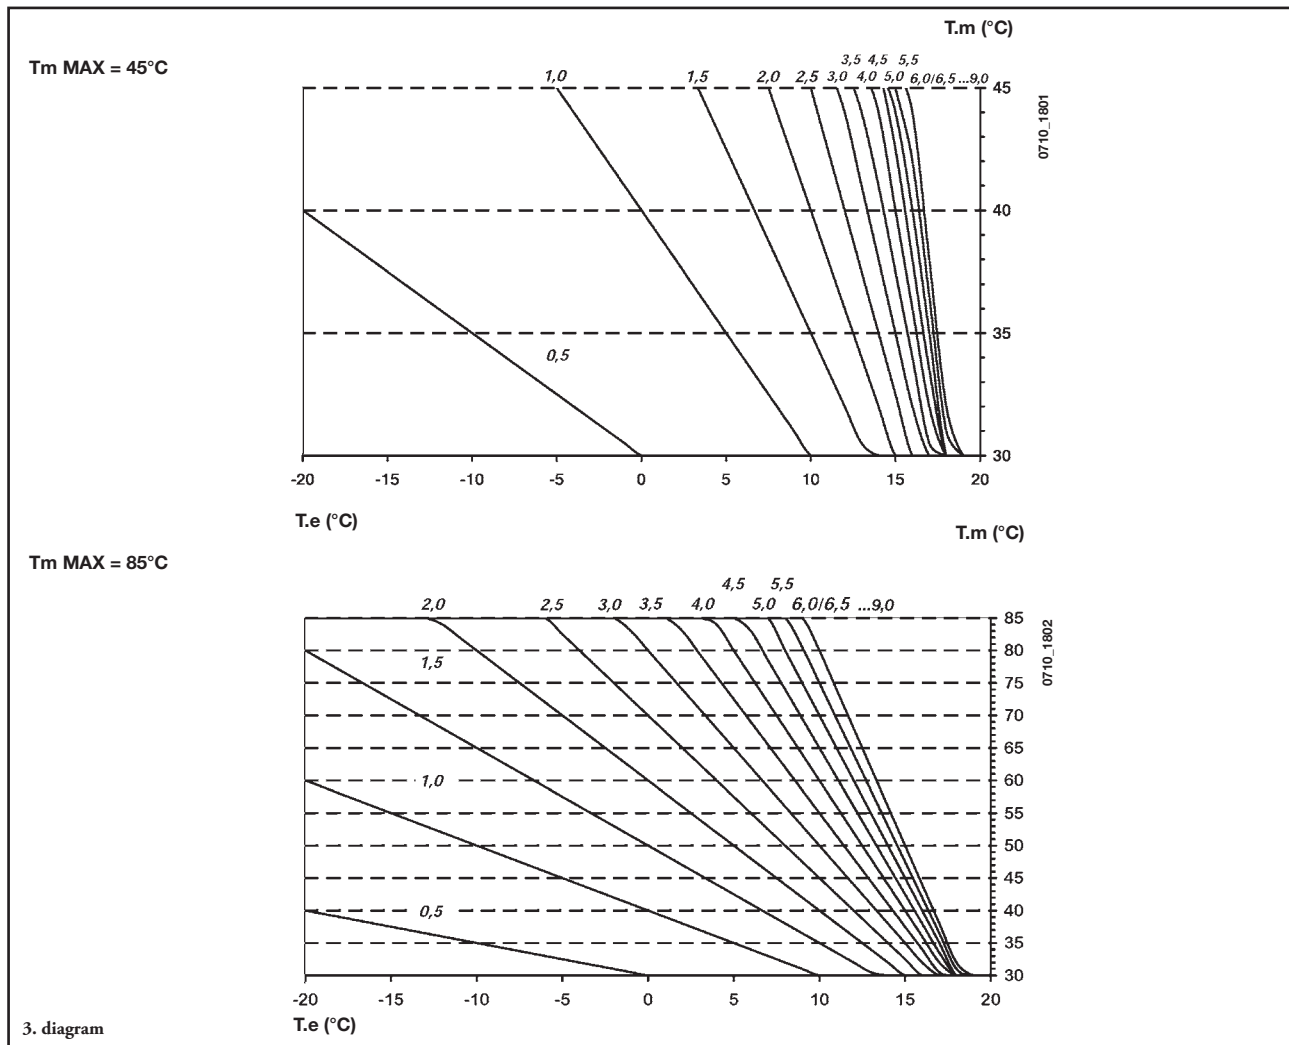 T.m (°C)
Tm MAX = 45°C
3,5 4,5 5,5
1,0 1,5 2,0 2,5 3,0 4,0 5,0 6,0/6,5 ...9,0
45
0710_1801
40
35
0,5
30
-20 -15 -10 -5 0 5 10 15 20
T.e (°C)
T.m (°C)
Tm MAX = 85°C
4,5 5,5
2,0 2,5 3,0 3,5 4,0 5,0 6,0/6,5 ...9,0
85
0710_1802
80
1,5
75
70
65
1,0
60
55
50
45
0,5
40
35
30
-20 -15 -10 -5 0 5 10 15 20
T.e (°C)
3. diagram